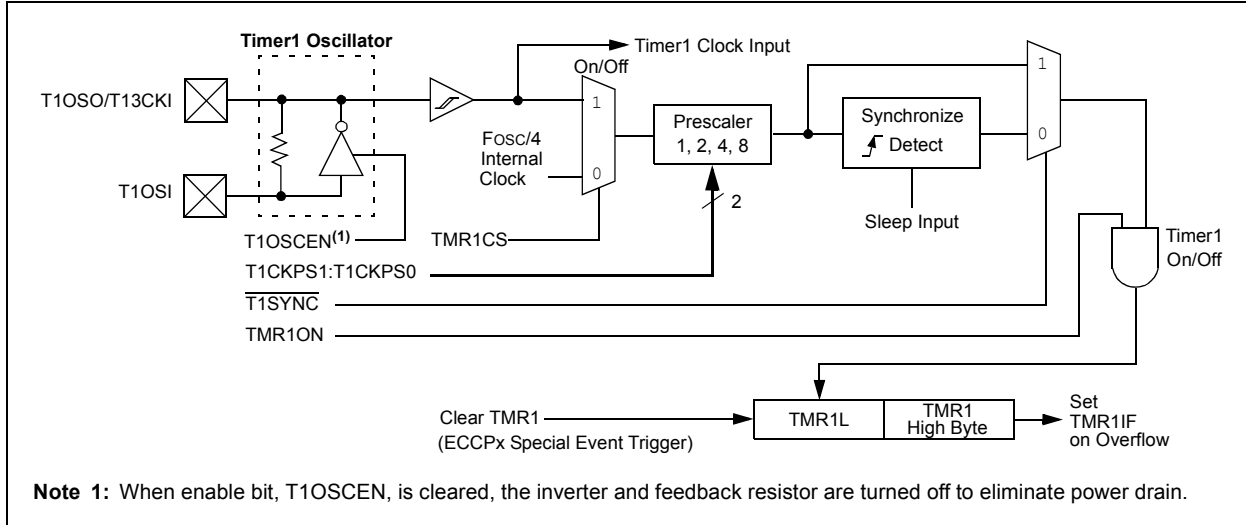 Timer1 Oscillator
Timer1 Clock Input
On/Off
T1OSO/T13CKI
1
1
FOSC/4
Internal
Clock
Prescaler
1, 2, 4, 8
Synchronize
Detect
0
0
T1OSI
2
Sleep Input
T1OSCEN(1)
TMR1CS
Timer1
On/Off
T1CKPS1:T1CKPS0
T1SYNC
TMR1ON
Clear TMR1
(ECCPx Special Event Trigger)
TMR1L
TMR1
High Byte
Set
TMR1IF
on Overflow
Note 1: When enable bit, T1OSCEN, is cleared, the inverter and feedback resistor are turned off to eliminate power drain.